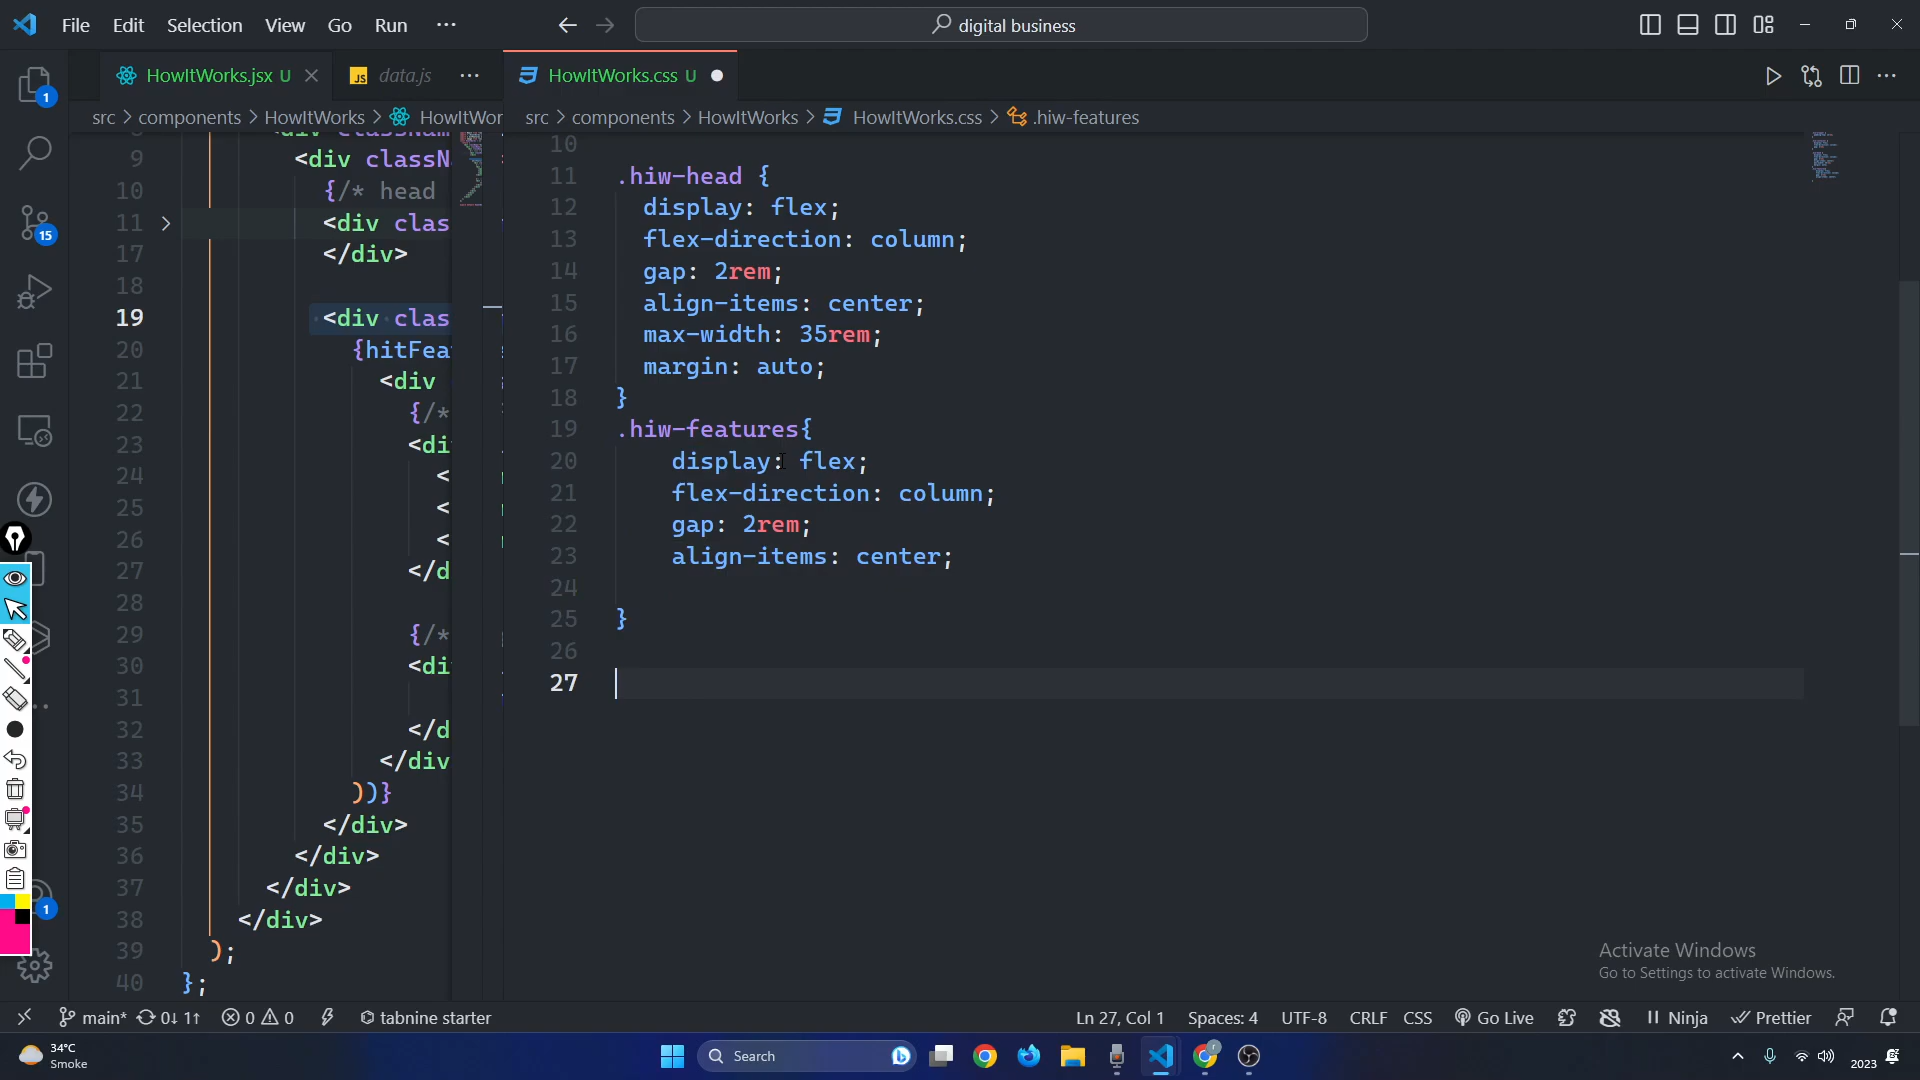 File Edit Selection View Go Run ···
digital business
HowItWorks.jsx U
data.js ···
HowItWorks.css U
src > components > HowItWorks > HowItWor
src > components > HowItWorks > HowItWorks.css > .hiw-features
9 <div classN
10 {/* head
11 <div clas
17 </div>
18
19 <div clas
20 {hitFea
21 <div
22 {/*
23 <di
24 <
25 <
26 <
27 </d
28
29 {/*
30 <di
31
32 </d
33 </div
34 ))}
35 </div>
36 </div>
37 </div>
38 </div>
39 );
40 };
10
11 .hiw-head {
12 display: flex;
13 flex-direction: column;
14 gap: 2rem;
15 align-items: center;
16 max-width: 35rem;
17 margin: auto;
18 }
19 .hiw-features{
20 display: flex;
21 flex-direction: column;
22 gap: 2rem;
23 align-items: center;
24
25 }
26
27
1
15
1
Activate Windows
Go to Settings to activate Windows.
main* 0↓ 1↑ 0 0 tabnine starter
Ln 27, Col 1 Spaces: 4 UTF-8 CRLF CSS Go Live Ninja Prettier
34°C
Smoke
Search
2023